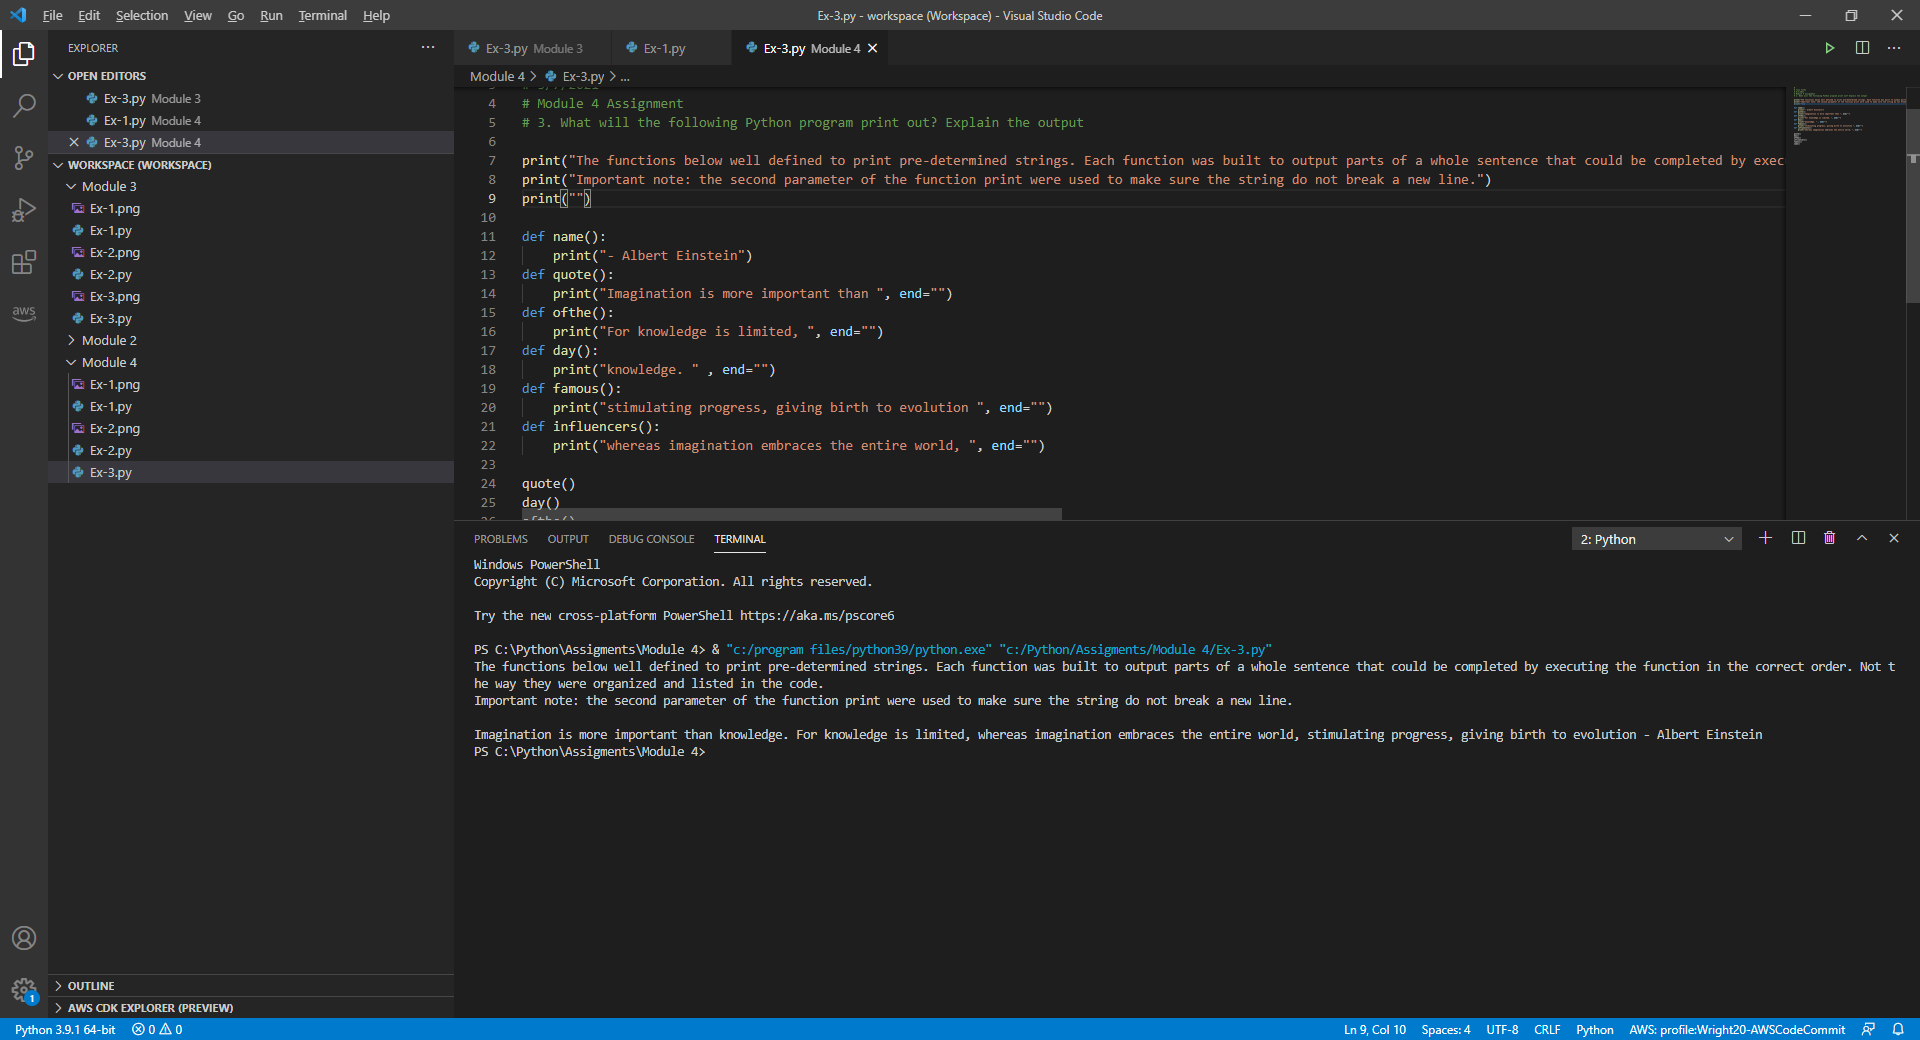 File Edit Selection View Go Run Terminal Help
Ex-3.py - workspace (Workspace) - Visual Studio Code
EXPLORER
OPEN EDITORS
Ex-3.py Module 3
Ex-1.py Module 4
Ex-3.py Module 4
WORKSPACE (WORKSPACE)
Module 3
Ex-1.png
Ex-1.py
Ex-2.png
Ex-2.py
Ex-3.png
Ex-3.py
Module 2
Module 4
Ex-1.png
Ex-1.py
Ex-2.png
Ex-2.py
Ex-3.py
aws
OUTLINE
AWS CDK EXPLORER (PREVIEW)
1
Ex-3.py Module 3 Ex-1.py Ex-3.py Module 4
Module 4 > Ex-3.py > ...
4 # Module 4 Assignment
5 # 3. What will the following Python program print out? Explain the output
6
7 print("The functions below well defined to print pre-determined strings. Each function was built to output parts of a whole sentence that could be completed by exec
8 print("Important note: the second parameter of the function print were used to make sure the string do not break a new line.")
9 print("")
10
11 def name():
12 print("- Albert Einstein")
13 def quote():
14 print("Imagination is more important than ", end="")
15 def ofthe():
16 print("For knowledge is limited, ", end="")
17 def day():
18 print("knowledge. " , end="")
19 def famous():
20 print("stimulating progress, giving birth to evolution ", end="")
21 def influencers():
22 print("whereas imagination embraces the entire world, ", end="")
23
24 quote()
25 day()
PROBLEMS OUTPUT DEBUG CONSOLE TERMINAL
2: Python
Windows PowerShell
Copyright (C) Microsoft Corporation. All rights reserved.
Try the new cross-platform PowerShell https://aka.ms/pscore6
PS C:\Python\Assigments\Module 4> & "c:/program files/python39/python.exe" "c:/Python/Assigments/Module 4/Ex-3.py"
The functions below well defined to print pre-determined strings. Each function was built to output parts of a whole sentence that could be completed by executing the function in the correct order. Not t
he way they were organized and listed in the code.
Important note: the second parameter of the function print were used to make sure the string do not break a new line.
Imagination is more important than knowledge. For knowledge is limited, whereas imagination embraces the entire world, stimulating progress, giving birth to evolution - Albert Einstein
PS C:\Python\Assigments\Module 4>
Python 3.9.1 64-bit 0 0
Ln 9, Col 10 Spaces: 4 UTF-8 CRLF Python AWS: profile:Wright20-AWSCodeCommit